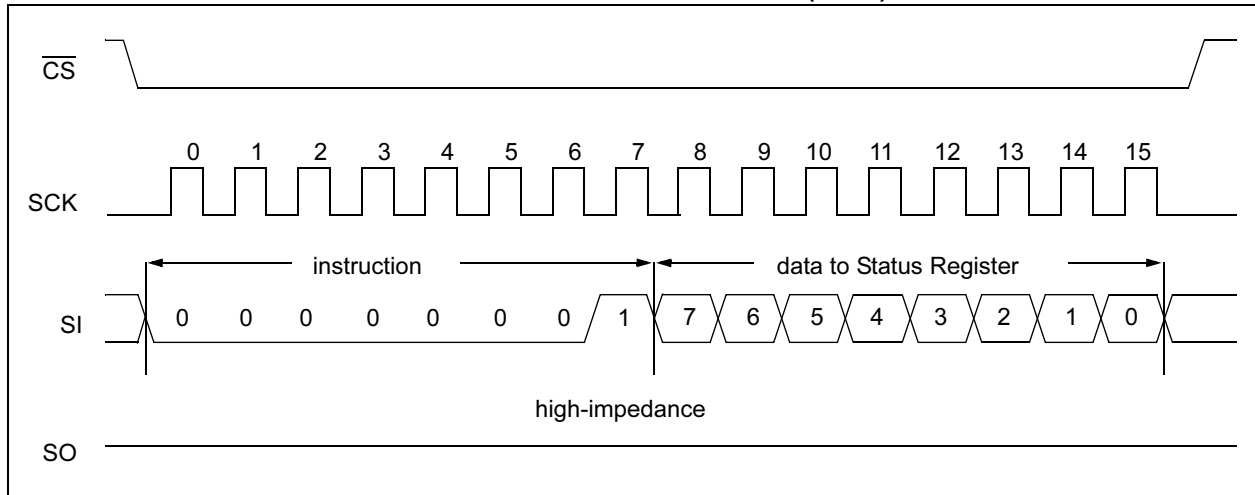 CS
0 1 2 3 4 5 6 7 8 9 10 11 12 13 14 15
SCK
instruction data to Status Register
SI 0 0 0 0 0 0 0 1 7 6 5 4 3 2 1 0
high-impedance
SO